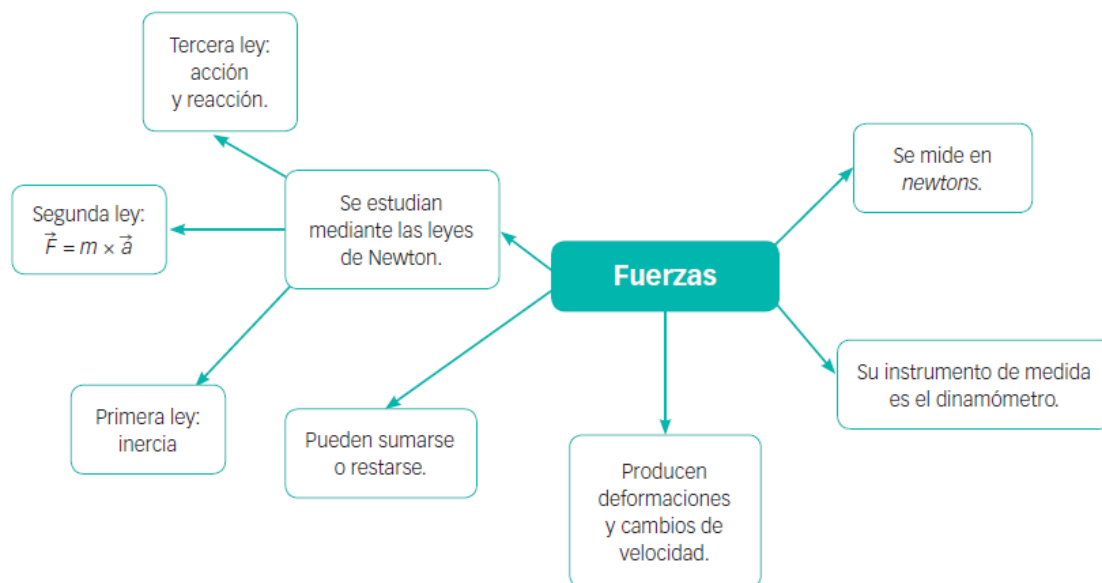 Tercera ley:
acción
y reacción.
Se mide en
newtons.
Segunda ley:
F⃗ = m × a⃗
Se estudian
mediante las leyes
de Newton.
Fuerzas
Su instrumento de medida
es el dinamómetro.
Primera ley:
inercia
Pueden sumarse
o restarse.
Producen
deformaciones
y cambios de
velocidad.